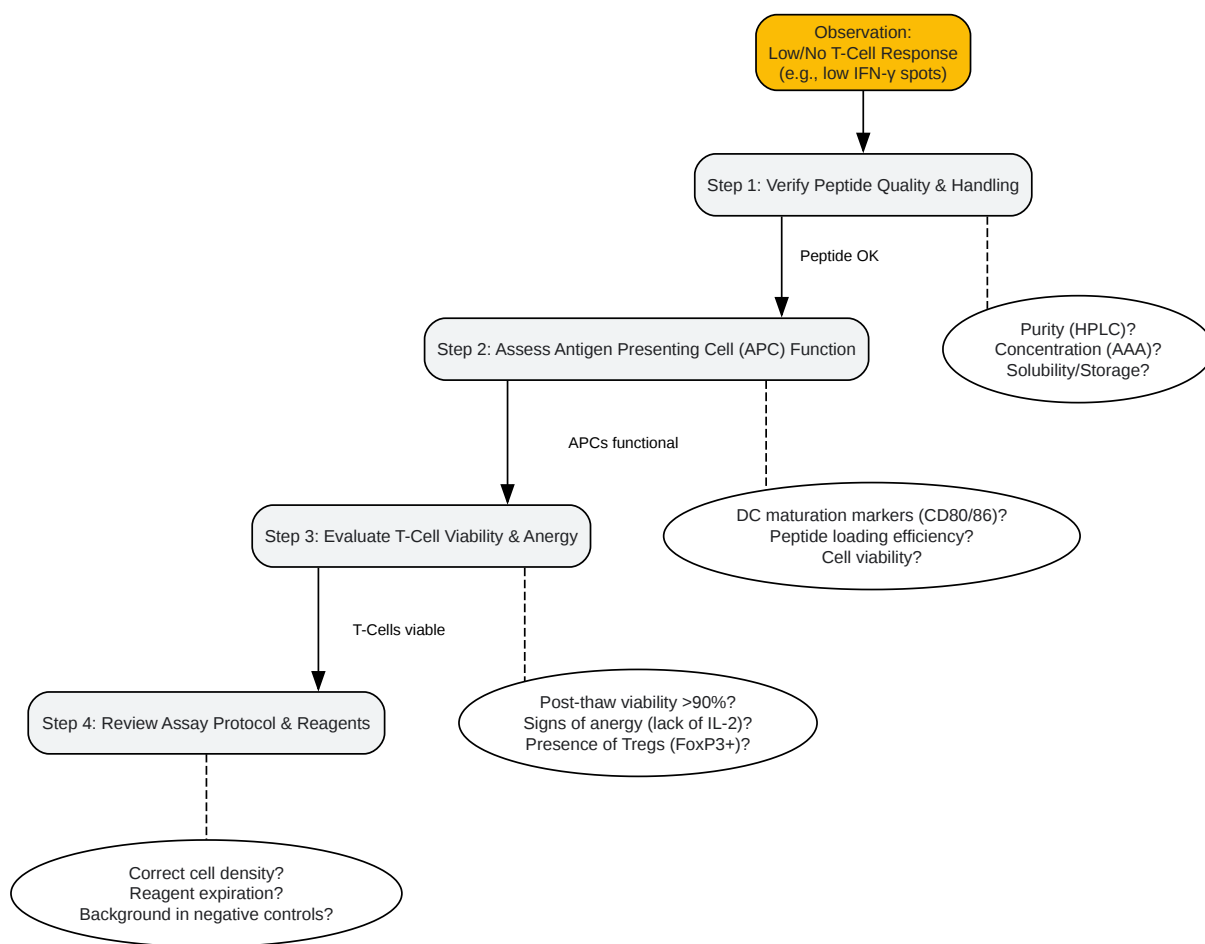 Observation:
Low/No T-Cell Response
(e.g., low IFN-γ spots)
Step 1: Verify Peptide Quality & Handling
Peptide OK
Purity (HPLC)?
Concentration (AAA)?
Solubility/Storage?
Step 2: Assess Antigen Presenting Cell (APC) Function
APCs functional
DC maturation markers (CD80/86)?
Peptide loading efficiency?
Cell viability?
Step 3: Evaluate T-Cell Viability & Anergy
T-Cells viable
Post-thaw viability >90%?
Signs of anergy (lack of IL-2)?
Presence of Tregs (FoxP3+)?
Step 4: Review Assay Protocol & Reagents
Correct cell density?
Reagent expiration?
Background in negative controls?